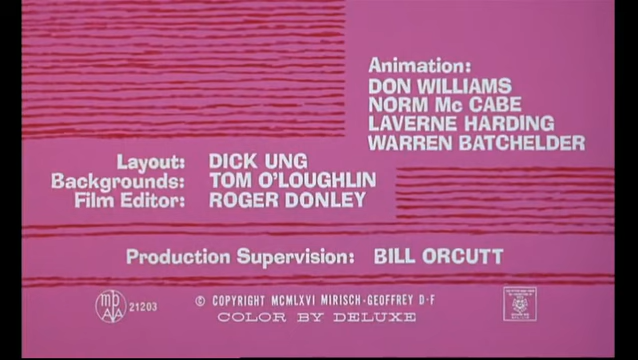 Animation:
DON WILLIAMS
NORM Mc CABE
LAVERNE HARDING
WARREN BATCHELDER
Layout: DICK UNG
Backgrounds: TOM O'LOUGHLIN
Film Editor: ROGER DONLEY
Production Supervision: BILL ORCUTT
MPAA 21203
© COPYRIGHT MCMLXVI MIRISCH-GEOFFREY D-F
COLOR BY DELUXE